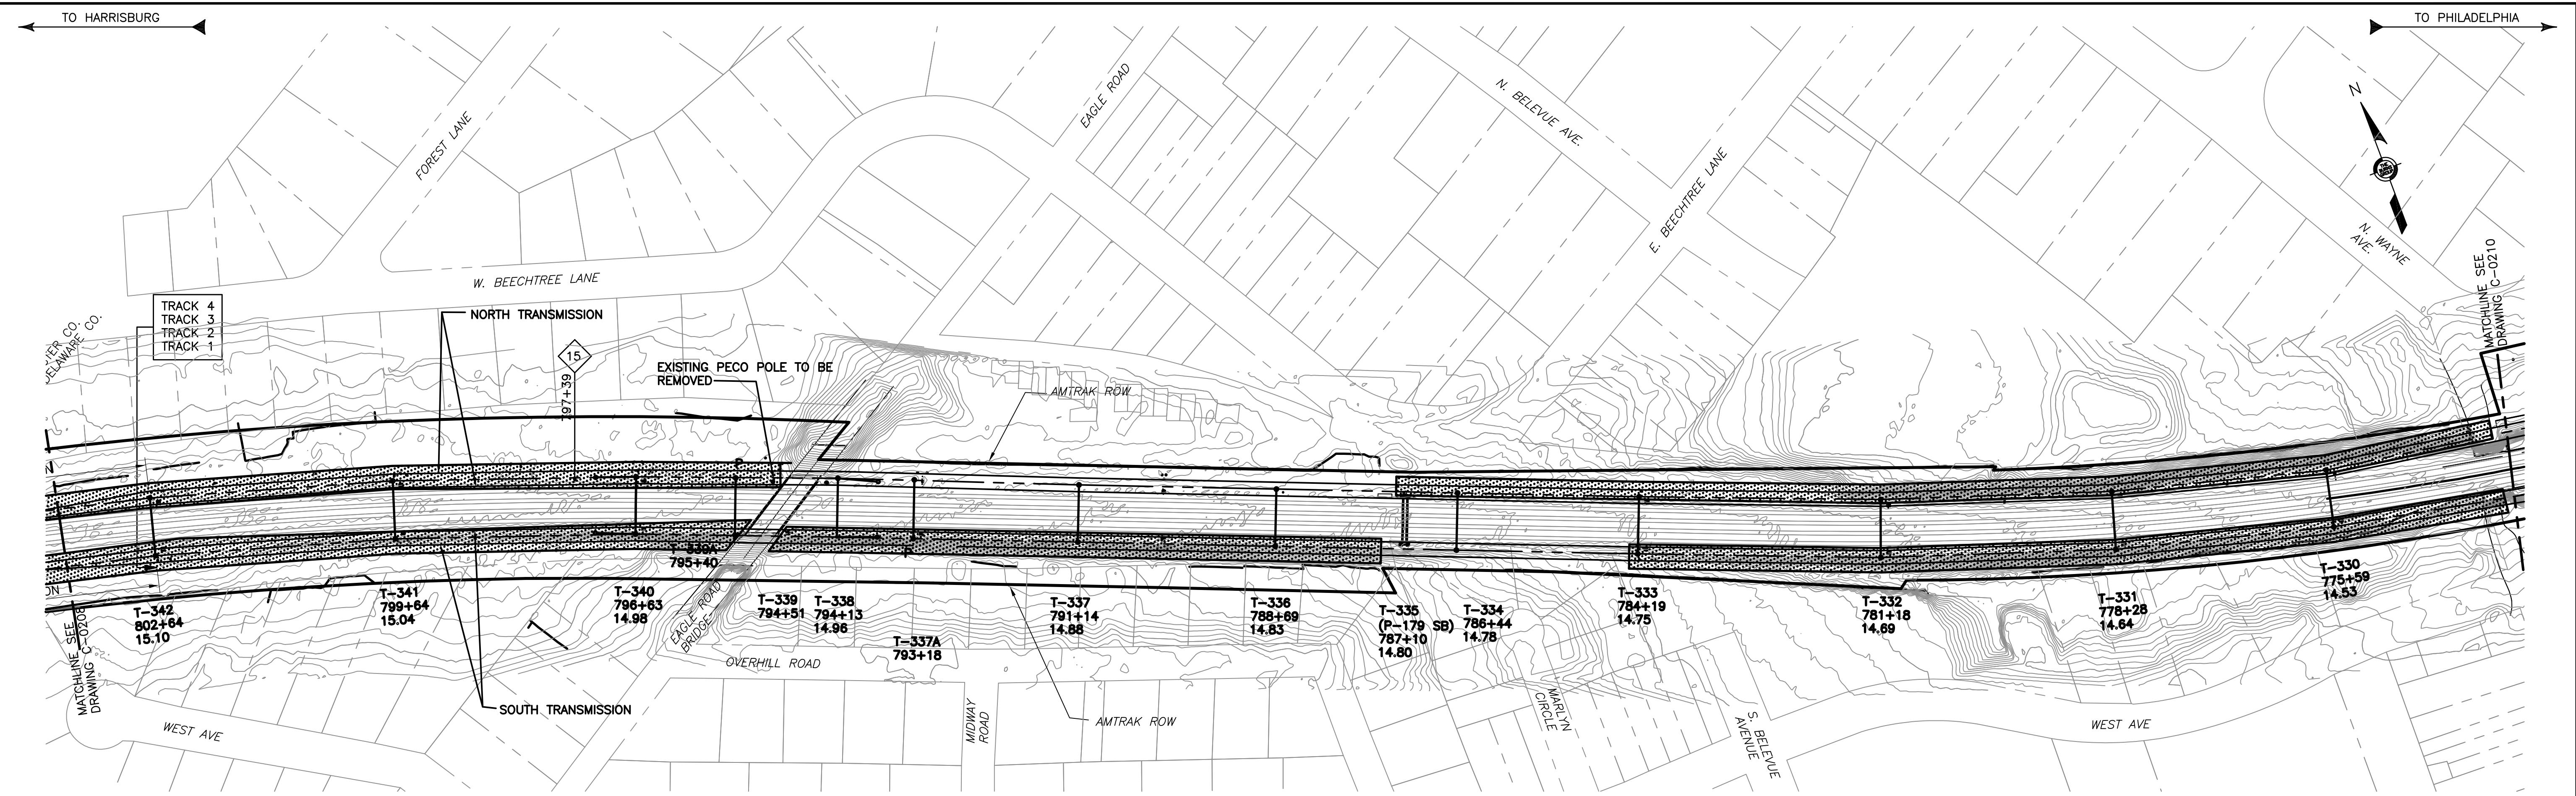 TO HARRISBURG
TO PHILADELPHIA
FOREST LANE
EAGLE ROAD
N. BELEVUE AVE.
E. BEECHTREE LANE
N
N. WAYNE
AVE.
MATCHLINE SEE
DRAWING C-0210
W. BEECHTREE LANE
TRACK 4
TRACK 3
TRACK 2
TRACK 1
NORTH TRANSMISSION
DELAWARE CO.
15
797+39
EXISTING PECO POLE TO BE
REMOVED
AMTRAK ROW
P
T-339A
795+40
T-342
802+64
15.10
T-341
799+64
15.04
T-340
796+63
14.98
EAGLE ROAD
BRIDGE
T-339
794+51
T-338
794+13
14.96
T-337A
793+18
T-337
791+14
14.88
T-336
788+69
14.83
T-335
(P-179 SB)
787+10
14.80
T-334
786+44
14.78
T-333
784+19
14.75
T-332
781+18
14.69
T-331
778+28
14.64
T-330
775+59
14.53
MATCHLINE SEE
DRAWING C-0208
OVERHILL ROAD
SOUTH TRANSMISSION
WEST AVE
MIDWAY
ROAD
AMTRAK ROW
MARLYN
CIRCLE
S. BELEVUE
AVENUE
WEST AVE